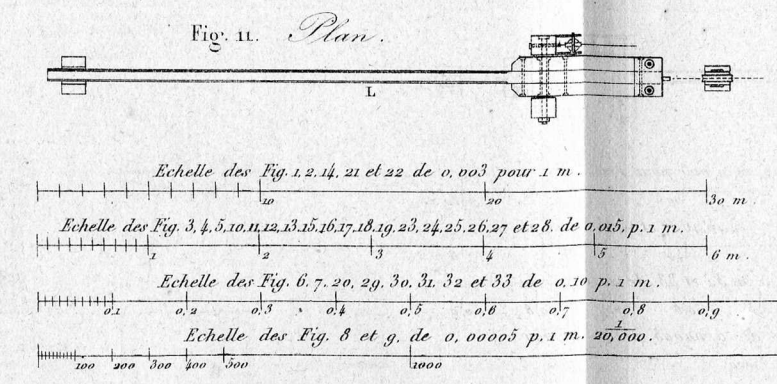 Fig. 11. Plan.
L
Echelle des Fig. 1, 2, 14, 21 et 22 de 0,003 pour 1 m.
10 20 30 m.
Echelle des Fig. 3, 4, 5, 10, 11, 12, 13, 15, 16, 17, 18, 19, 23, 24, 25, 26, 27 et 28. de 0,015, p. 1 m.
1 2 3 4 5 6 m.
Echelle des Fig. 6. 7. 20, 29, 30, 31, 32 et 33 de 0,10 p. 1 m.
0,1 0,2 0,3 0,4 0,5 0,6 0,7 0,8 0,9
Echelle des Fig. 8 et 9. de 0,00005 p. 1 m. 1/20,000.
100 200 300 400 500 1000